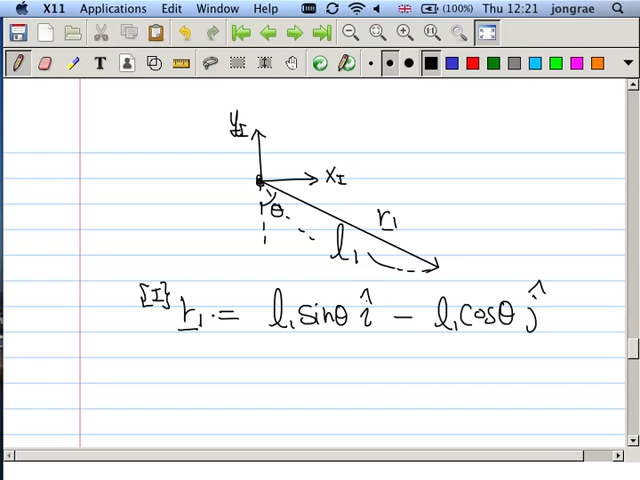 X11 Applications Edit Window Help (100%) Thu 12:21 jongrae
y_I
x_I
θ
r_1
l_1
[I] r_1 = l_1 sinθ î − l_1 cosθ ĵ